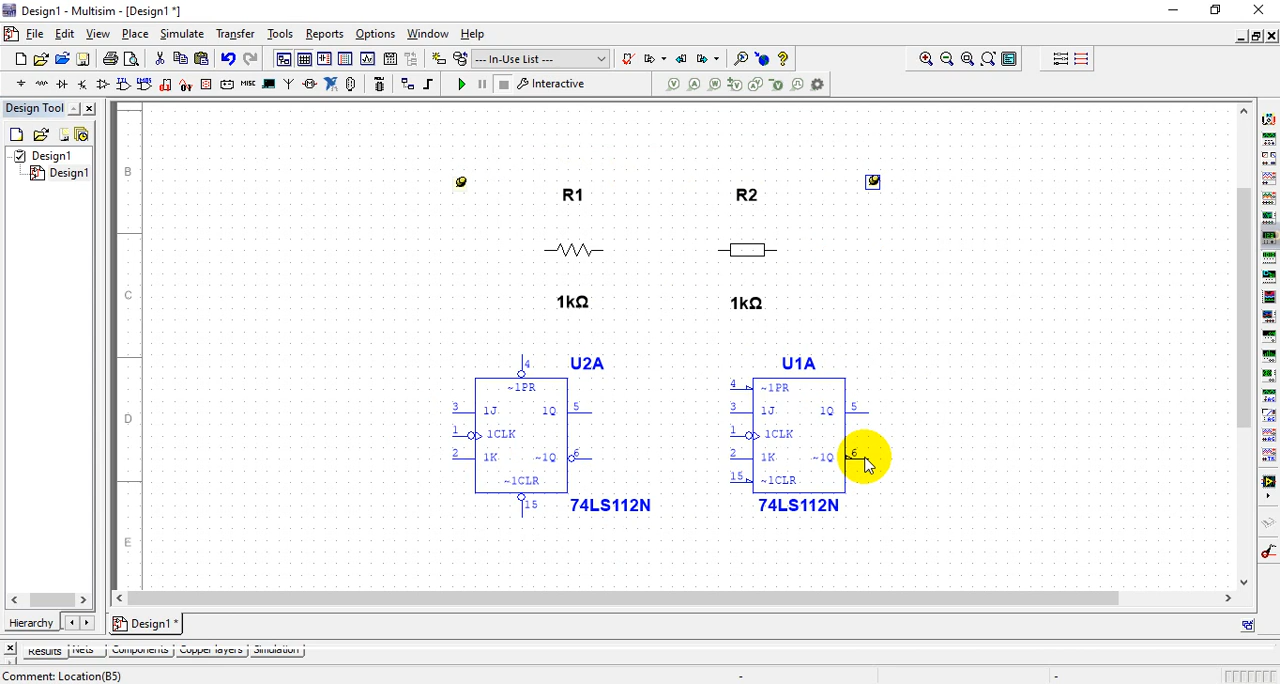 Design1 - Multisim - [Design1 *]
File Edit View Place Simulate Transfer Tools Reports Options Window Help
--- In-Use List ---
MISC
Interactive
Design Tool
Design1
Design1
B
C
D
E
R1 R2
1kΩ 1kΩ
U2A U1A
4
~1PR
3 1J 1Q 5
1 1CLK
2 1K ~1Q 6
~1CLR
15
74LS112N
4 ~1PR
3 1J 1Q 5
1 1CLK
2 1K ~1Q 6
15 ~1CLR
74LS112N
Hierarchy
Design1 *
Results Nets Components Copper layers Simulation
Comment: Location(B5) - -